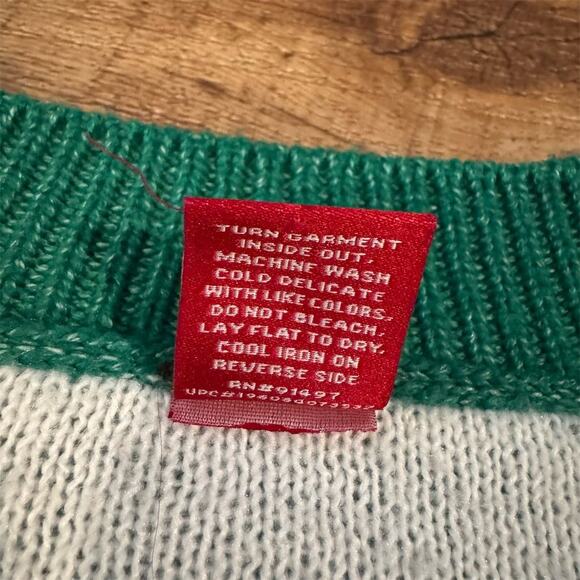 TURN GARMENT
INSIDE OUT,
MACHINE WASH
COLD DELICATE
WITH LIKE COLORS.
DO NOT BLEACH,
LAY FLAT TO DRY.
COOL IRON ON
REVERSE SIDE
RN#91497